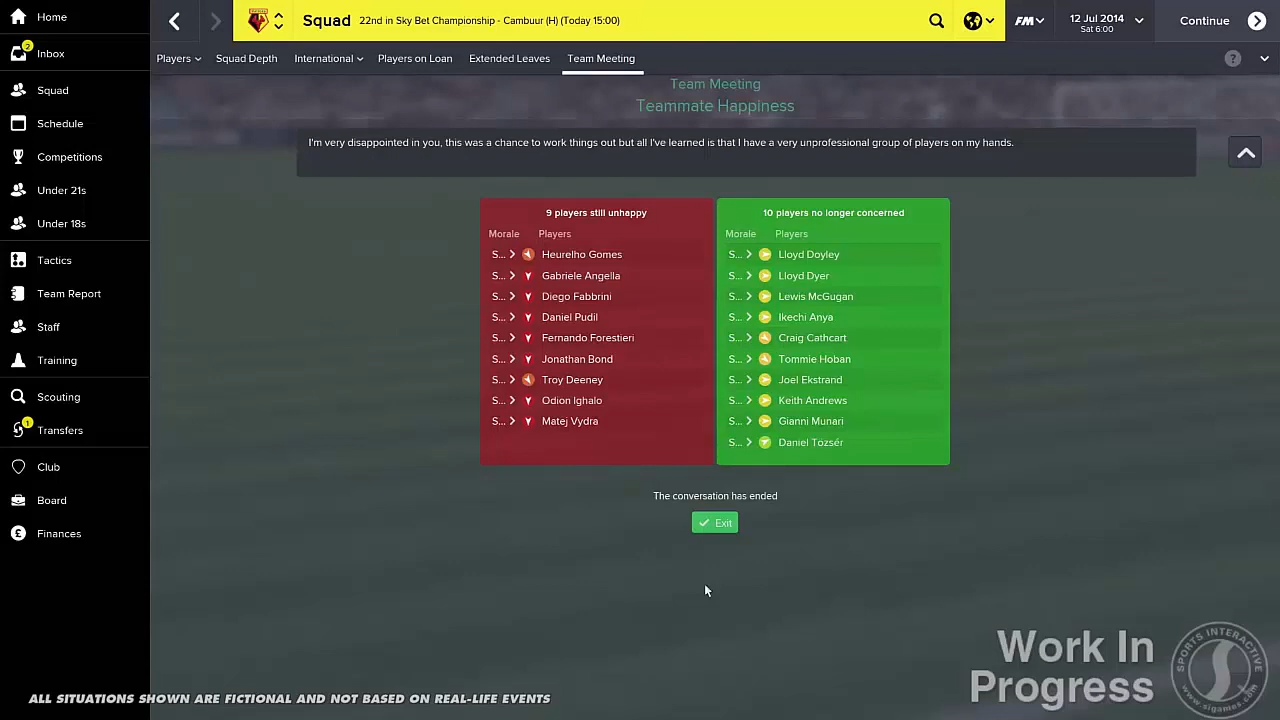 Home
Squad
22nd in Sky Bet Championship - Cambuur (H) (Today 15:00)
FM
12 Jul 2014
Sat 6:00
Continue
2
Inbox
Players
Squad Depth
International
Players on Loan
Extended Leaves
Team Meeting
?
Squad
Schedule
Competitions
Under 21s
Under 18s
Tactics
Team Report
Staff
Training
Scouting
1
Transfers
Club
Board
£ Finances
Team Meeting
Teammate Happiness
I'm very disappointed in you, this was a chance to work things out but all I've learned is that I have a very unprofessional group of players on my hands.
9 players still unhappy
Morale Players
S... Heurelho Gomes
S... Gabriele Angella
S... Diego Fabbrini
S... Daniel Pudil
S... Fernando Forestieri
S... Jonathan Bond
S... Troy Deeney
S... Odion Ighalo
S... Matej Vydra
10 players no longer concerned
Morale Players
S... Lloyd Doyley
S... Lloyd Dyer
S... Lewis McGugan
S... Ikechi Anya
S... Craig Cathcart
S... Tommie Hoban
S... Joel Ekstrand
S... Keith Andrews
S... Gianni Munari
S... Daniel Tozsér
The conversation has ended
Exit
Work In
Progress
SPORTS INTERACTIVE
www.sigames.com
ALL SITUATIONS SHOWN ARE FICTIONAL AND NOT BASED ON REAL-LIFE EVENTS